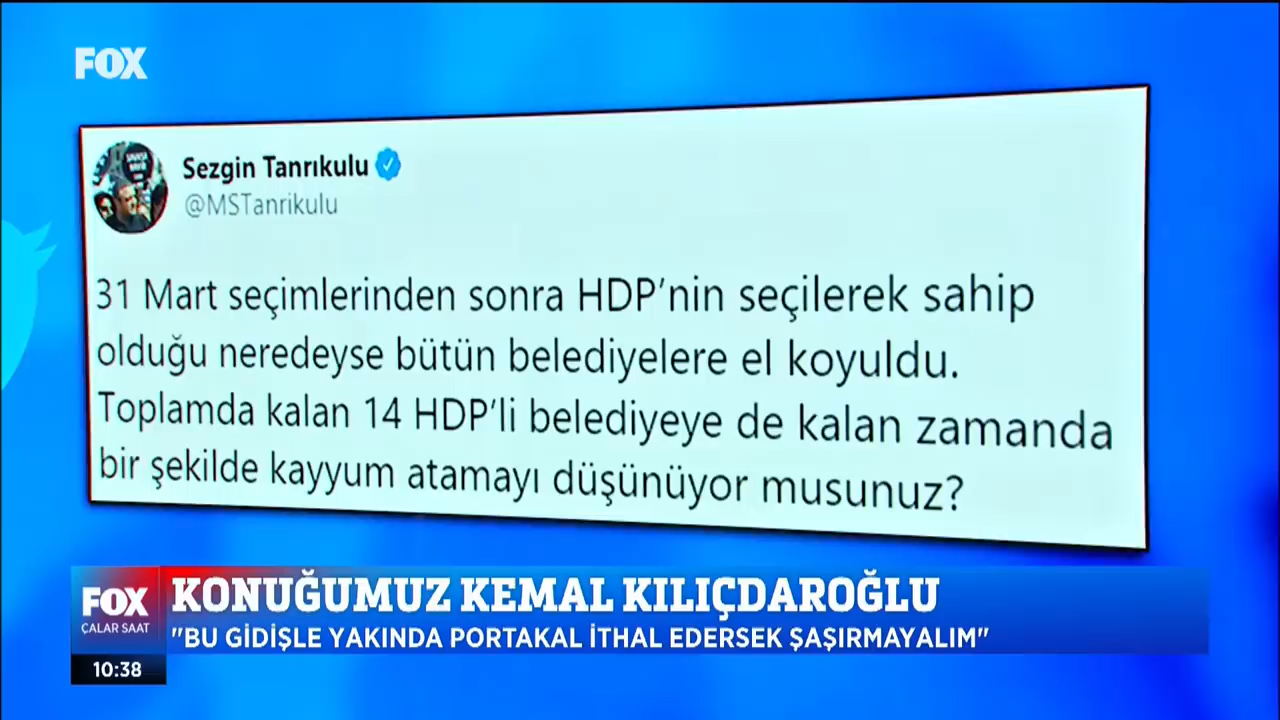 FOX
Sezgin Tanrıkulu
@MSTanrikulu
31 Mart seçimlerinden sonra HDP'nin seçilerek sahip
olduğu neredeyse bütün belediyelere el koyuldu.
Toplamda kalan 14 HDP'li belediyeye de kalan zamanda
bir şekilde kayyum atamayı düşünüyor musunuz?
FOX
ÇALAR SAAT
10:38
KONUĞUMUZ KEMAL KILIÇDAROĞLU
"BU GİDİŞLE YAKINDA PORTAKAL İTHAL EDERSEK ŞAŞIRMAYALIM"